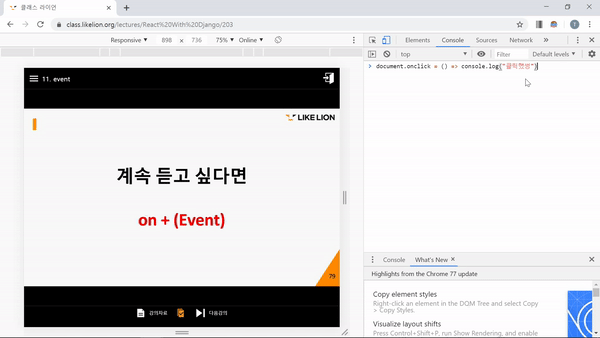 클래스 라이언
class.likelion.org/lectures/React%20With%20Django/203
Responsive 898 x 736 75% Online
11. event
LIKE LION
계속 듣고 싶다면
on + (Event)
79
강의자료
다음강의
Elements Console Sources Network
top Filter Default levels
> document.onclick = () => console.log("클릭했썽")
Console What's New
Highlights from the Chrome 77 update
Copy element styles
Right-click an element in the DOM Tree and select Copy
> Copy Styles.
Visualize layout shifts
Press Control+Shift+P, run Show Rendering, and enable